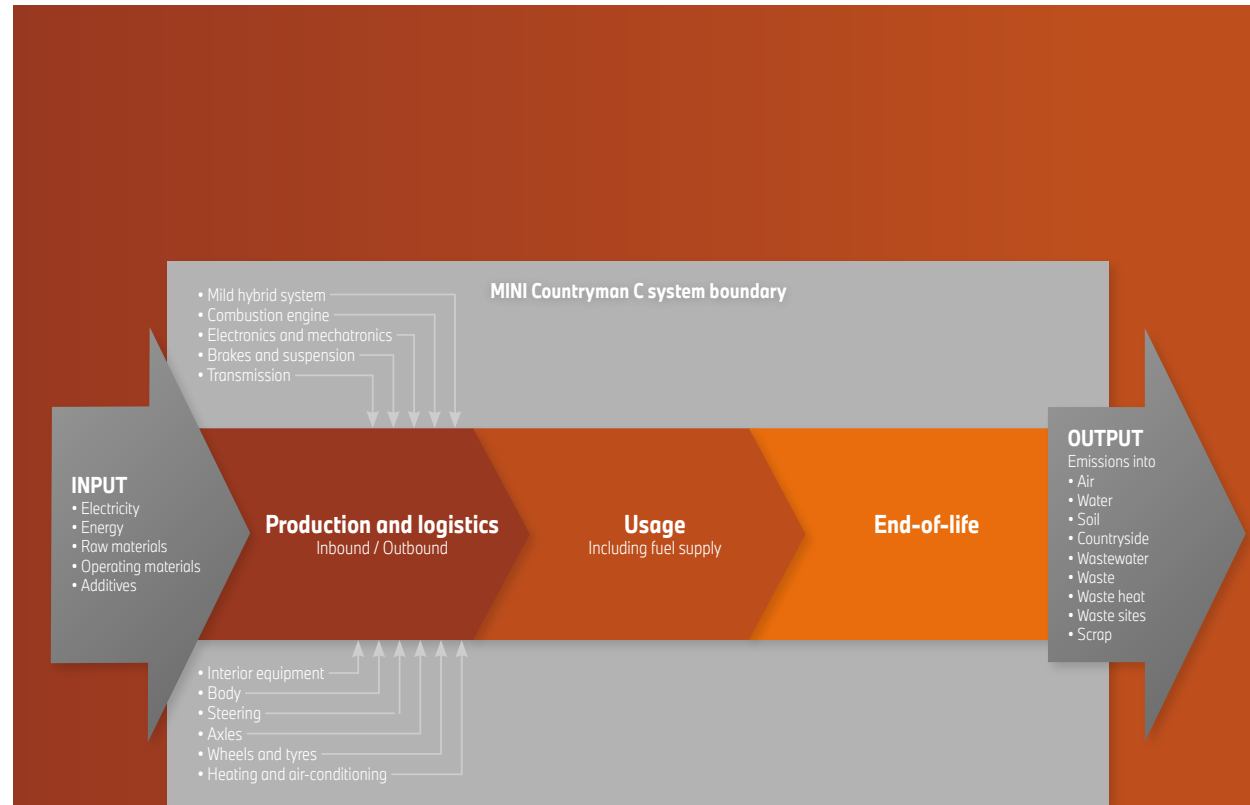 MINI Countryman C system boundary
• Mild hybrid system
• Combustion engine
• Electronics and mechatronics
• Brakes and suspension
• Transmission
INPUT
• Electricity
• Energy
• Raw materials
• Operating materials
• Additives
Production and logistics
Inbound / Outbound
Usage
Including fuel supply
End-of-life
OUTPUT
Emissions into
• Air
• Water
• Soil
• Countryside
• Wastewater
• Waste
• Waste heat
• Waste sites
• Scrap
• Interior equipment
• Body
• Steering
• Axles
• Wheels and tyres
• Heating and air-conditioning